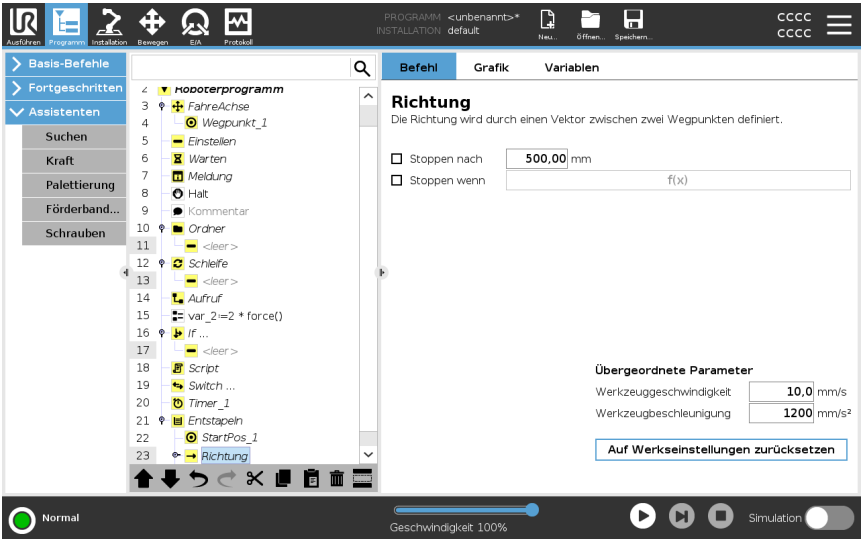 UR
PROGRAMM <unbenannt>*
INSTALLATION default
CCCC
CCCC
Ausführen Programm Installation Bewegen E/A Protokoll
Neu... Öffnen... Speichern...
Basis-Befehle
Fortgeschritten
Assistenten
Suchen
Kraft
Palettierung
Förderband...
Schrauben
2 Roboterprogramm
3 FahreAchse
4 Wegpunkt_1
5 Einstellen
6 Warten
7 Meldung
8 Halt
9 Kommentar
10 Ordner
11 <leer>
12 Schleife
13 <leer>
14 Aufruf
15 var_2≔2 * force()
16 If ...
17 <leer>
18 Script
19 Switch ...
20 Timer_1
21 Entstapeln
22 StartPos_1
23 Richtung
Befehl Grafik Variablen
Richtung
Die Richtung wird durch einen Vektor zwischen zwei Wegpunkten definiert.
Stoppen nach 500,00 mm
Stoppen wenn f(x)
Übergeordnete Parameter
Werkzeuggeschwindigkeit 10,0 mm/s
Werkzeugbeschleunigung 1200 mm/s²
Auf Werkseinstellungen zurücksetzen
Normal
Geschwindigkeit 100%
Simulation